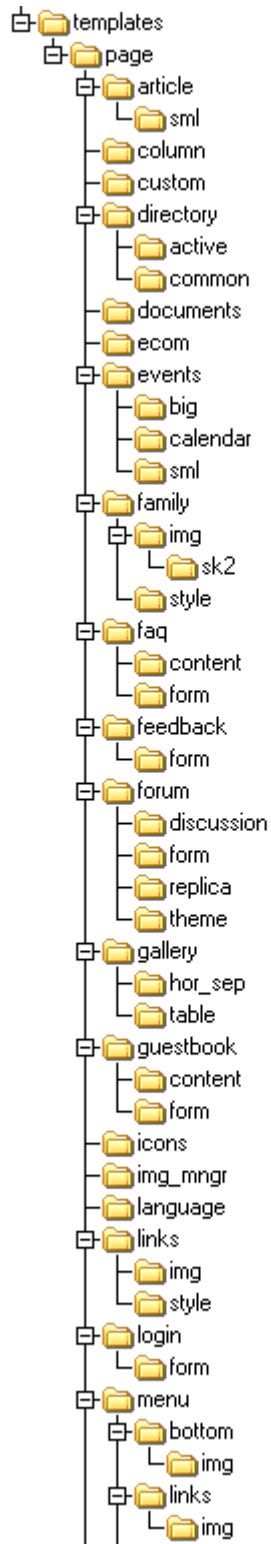 templates
page
article
sml
column
custom
directory
active
common
documents
ecom
events
big
calendar
sml
family
img
sk2
style
faq
content
form
feedback
form
forum
discussion
form
replica
theme
gallery
hor_sep
table
guestbook
content
form
icons
img_mngr
language
links
img
style
login
form
menu
bottom
img
links
img